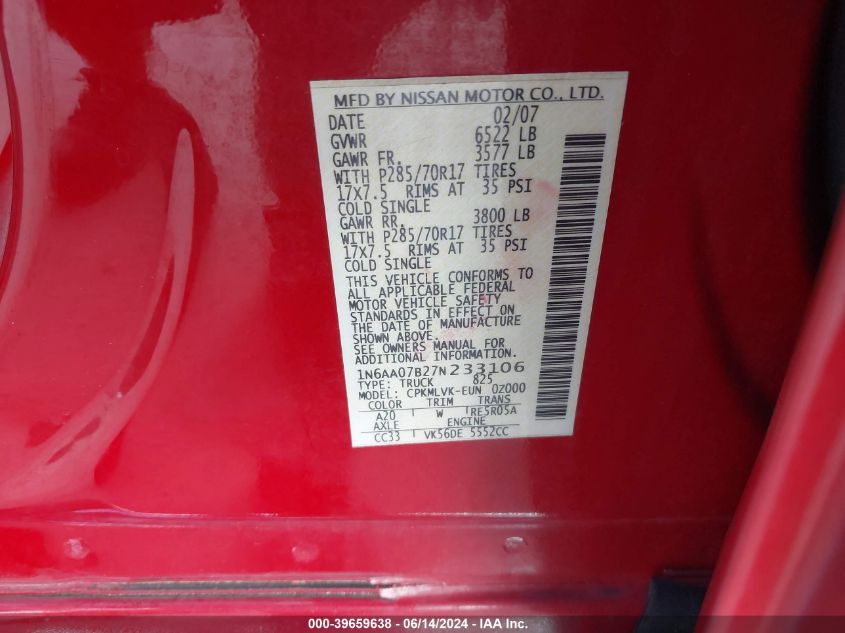 MFD BY NISSAN MOTOR CO., LTD.
DATE 02/07
GVWR 6522 LB
GAWR FR. 3577 LB
WITH P285/70R17 TIRES
17x7.5 RIMS AT 35 PSI
COLD SINGLE
GAWR RR. 3800 LB
WITH P285/70R17 TIRES
17x7.5 RIMS AT 35 PSI
COLD SINGLE
THIS VEHICLE CONFORMS TO
ALL APPLICABLE FEDERAL
MOTOR VEHICLE SAFETY
STANDARDS IN EFFECT ON
THE DATE OF MANUFACTURE
SHOWN ABOVE.
SEE OWNERS MANUAL FOR
ADDITIONAL INFORMATION.
1N6AA07B27N233106
TYPE: TRUCK 825
MODEL: CPKMLVK-EUN 0Z000
COLOR TRIM TRANS
A20 W RE5R05A
AXLE ENGINE
CC33 VK56DE 5552CC
000-39659638 - 06/14/2024 - IAA Inc.